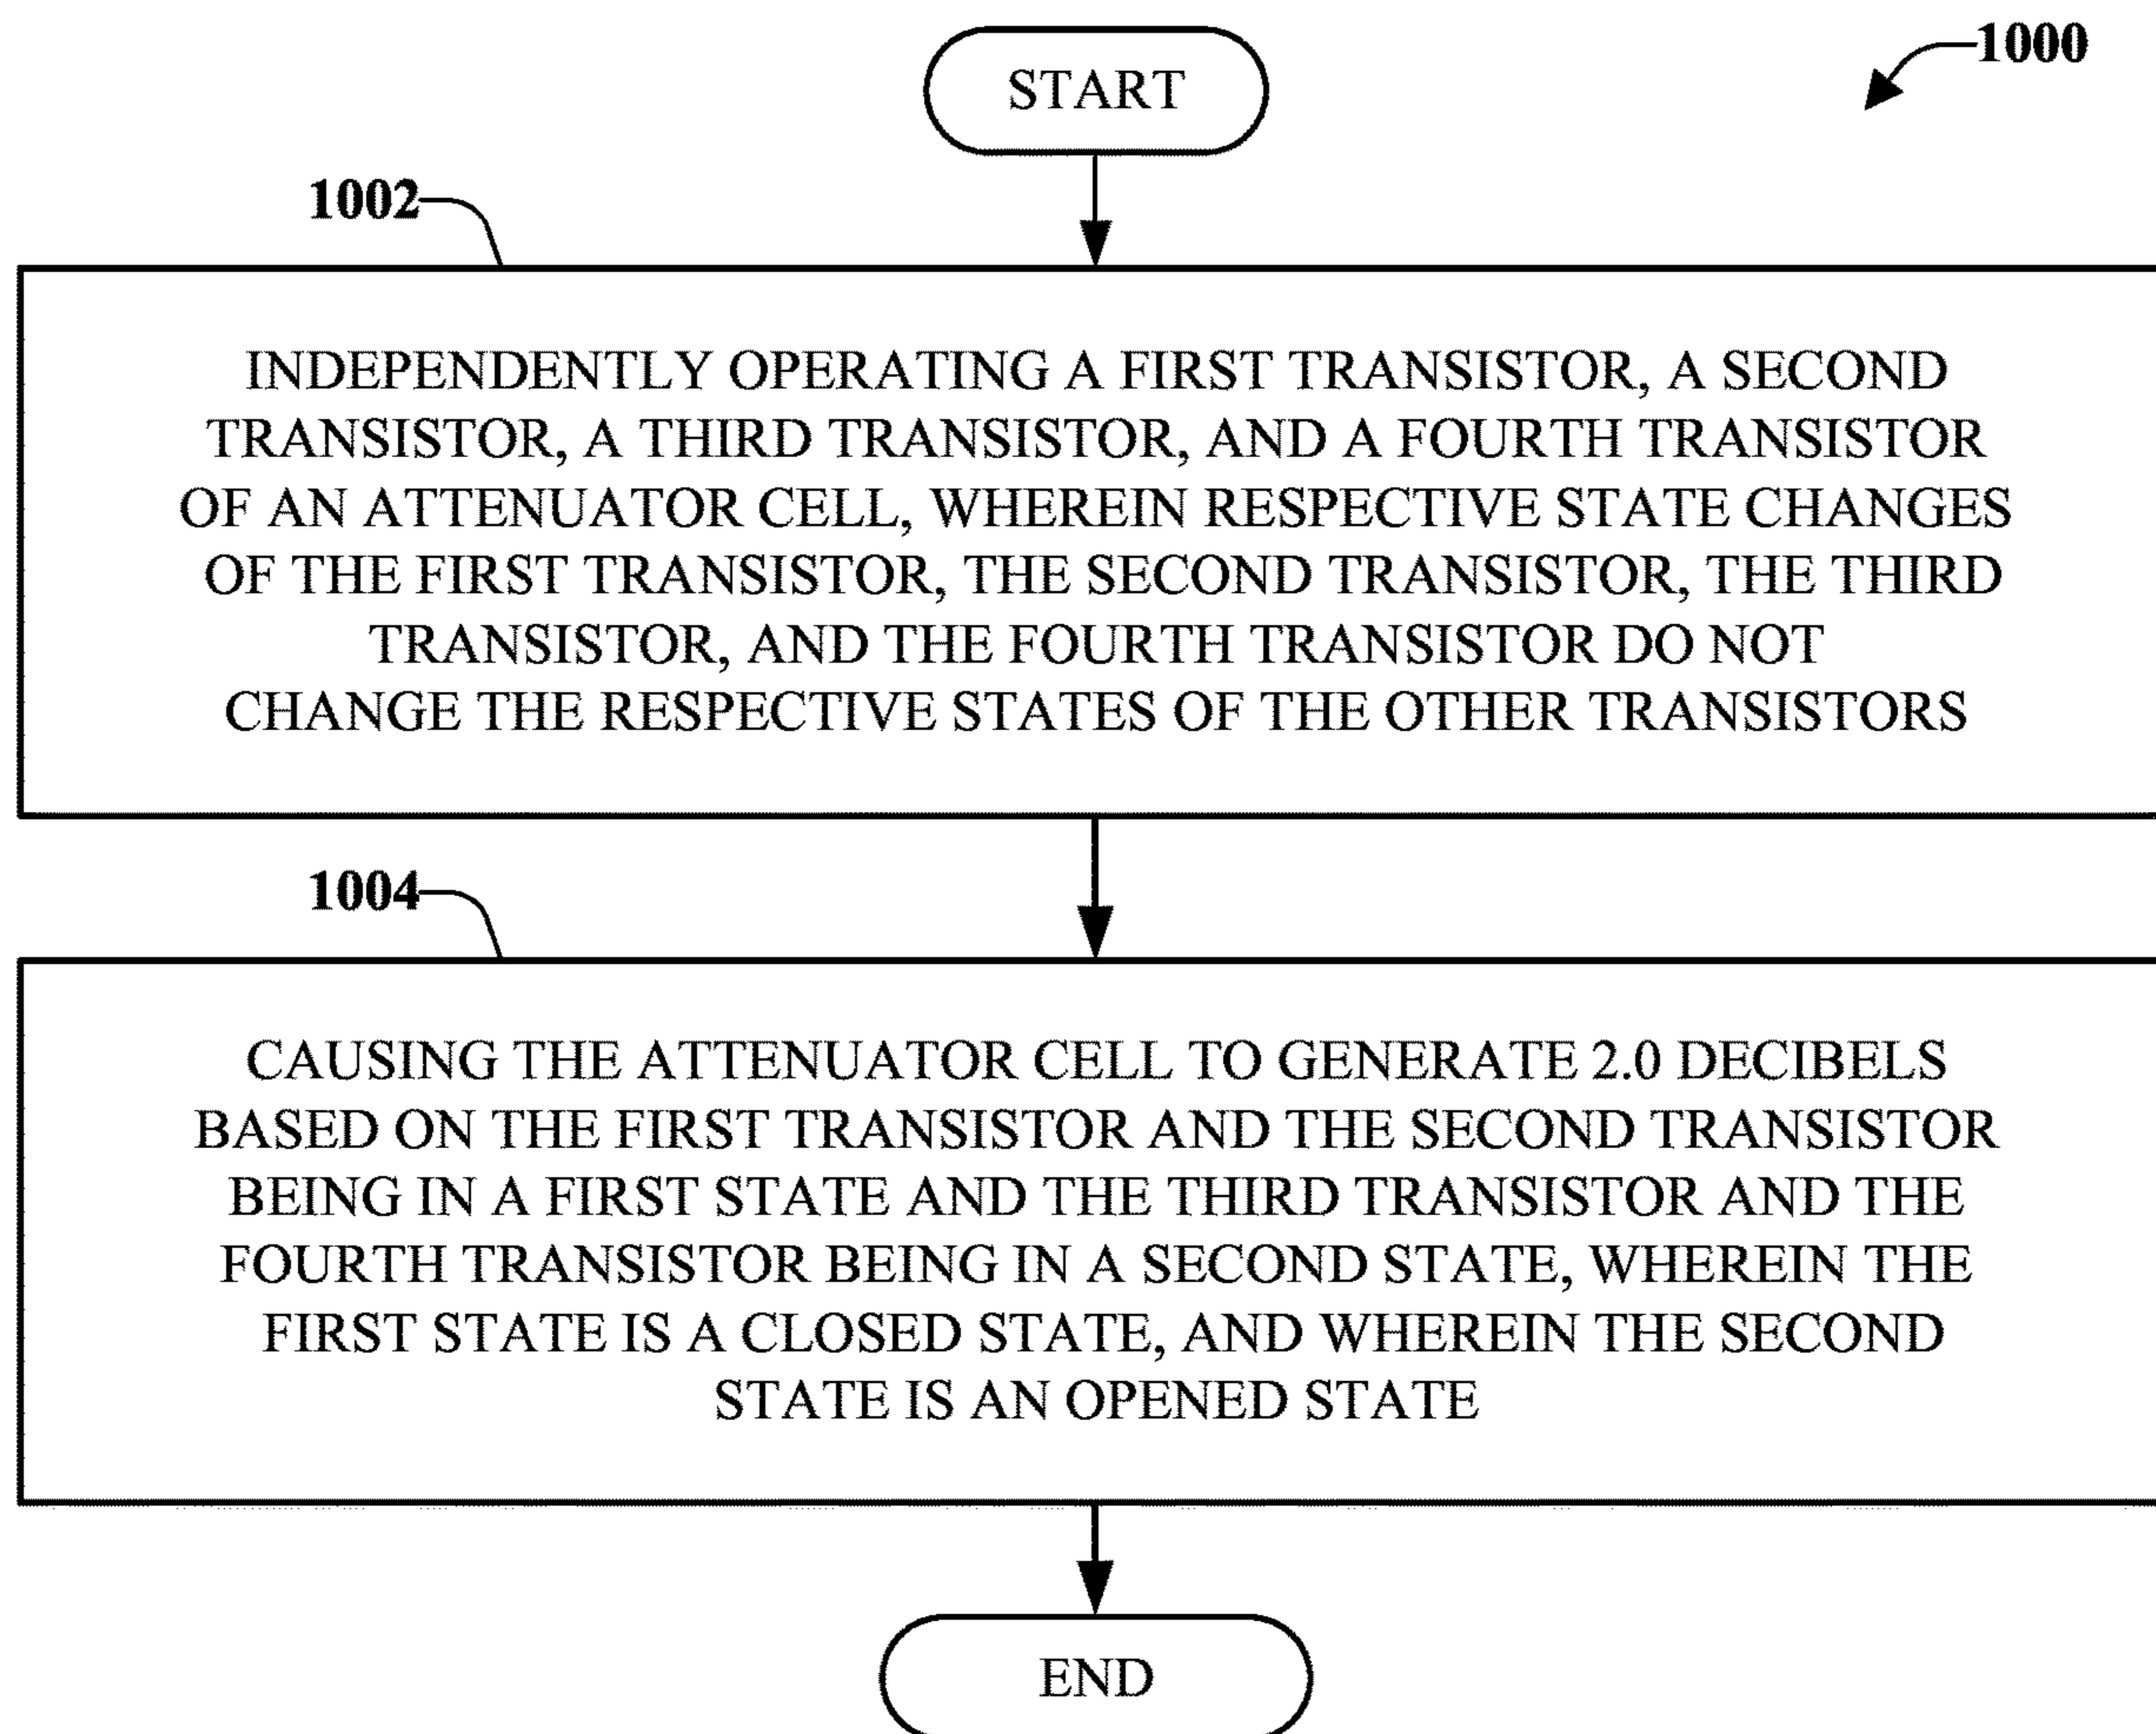 1000
START
1002
INDEPENDENTLY OPERATING A FIRST TRANSISTOR, A SECOND
TRANSISTOR, A THIRD TRANSISTOR, AND A FOURTH TRANSISTOR
OF AN ATTENUATOR CELL, WHEREIN RESPECTIVE STATE CHANGES
OF THE FIRST TRANSISTOR, THE SECOND TRANSISTOR, THE THIRD
TRANSISTOR, AND THE FOURTH TRANSISTOR DO NOT
CHANGE THE RESPECTIVE STATES OF THE OTHER TRANSISTORS
1004
CAUSING THE ATTENUATOR CELL TO GENERATE 2.0 DECIBELS
BASED ON THE FIRST TRANSISTOR AND THE SECOND TRANSISTOR
BEING IN A FIRST STATE AND THE THIRD TRANSISTOR AND THE
FOURTH TRANSISTOR BEING IN A SECOND STATE, WHEREIN THE
FIRST STATE IS A CLOSED STATE, AND WHEREIN THE SECOND
STATE IS AN OPENED STATE
END